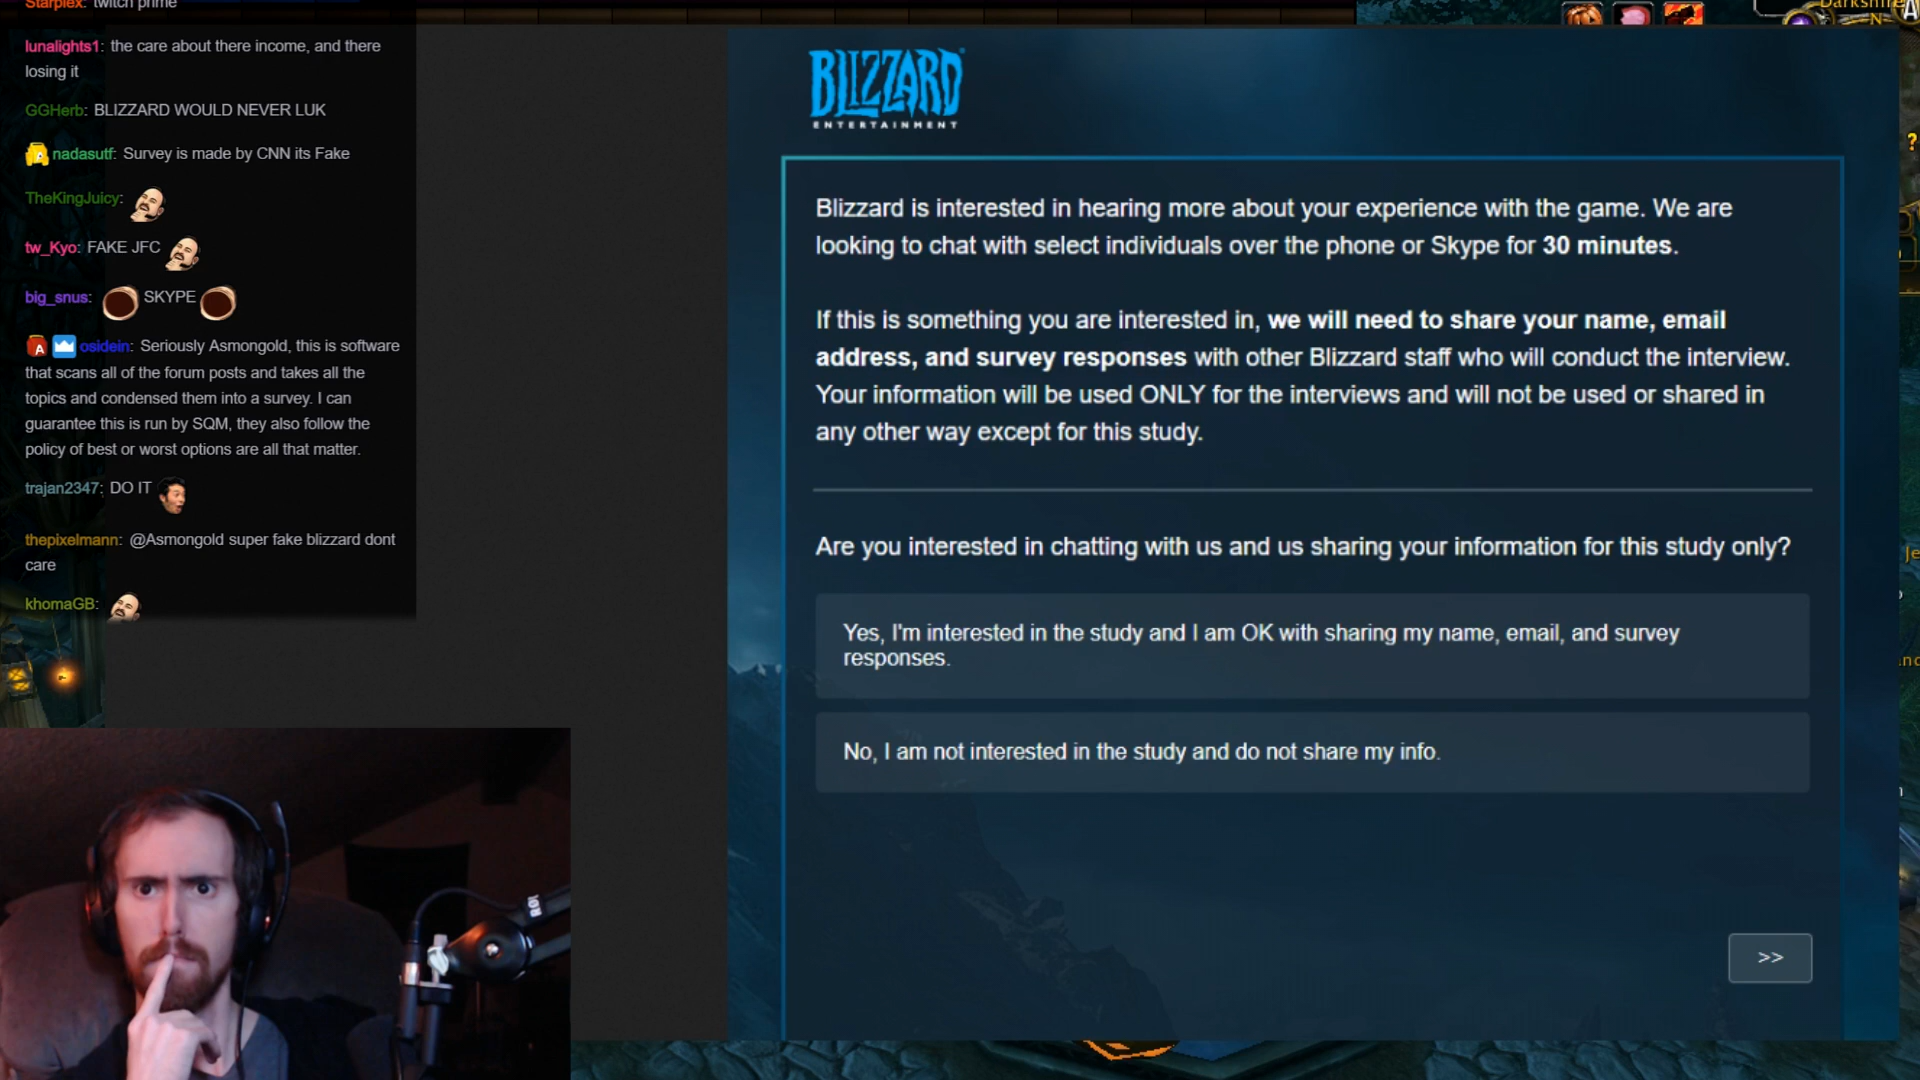 Starplex: twitch prime
lunalights1: the care about there income, and there
losing it
GGHerb: BLIZZARD WOULD NEVER LUK
nadasutf: Survey is made by CNN its Fake
TheKingJuicy:
tw_Kyo: FAKE JFC
big_snus: SKYPE
A osidein: Seriously Asmongold, this is software
that scans all of the forum posts and takes all the
topics and condensed them into a survey. I can
guarantee this is run by SQM, they also follow the
policy of best or worst options are all that matter.
trajan2347: DO IT
thepixelmann: @Asmongold super fake blizzard dont
care
khomaGB:
BLIZZARD
ENTERTAINMENT
Blizzard is interested in hearing more about your experience with the game. We are
looking to chat with select individuals over the phone or Skype for 30 minutes.
If this is something you are interested in, we will need to share your name, email
address, and survey responses with other Blizzard staff who will conduct the interview.
Your information will be used ONLY for the interviews and will not be used or shared in
any other way except for this study.
Are you interested in chatting with us and us sharing your information for this study only?
Yes, I'm interested in the study and I am OK with sharing my name, email, and survey
responses.
No, I am not interested in the study and do not share my info.
>>
Darkshire
N
?